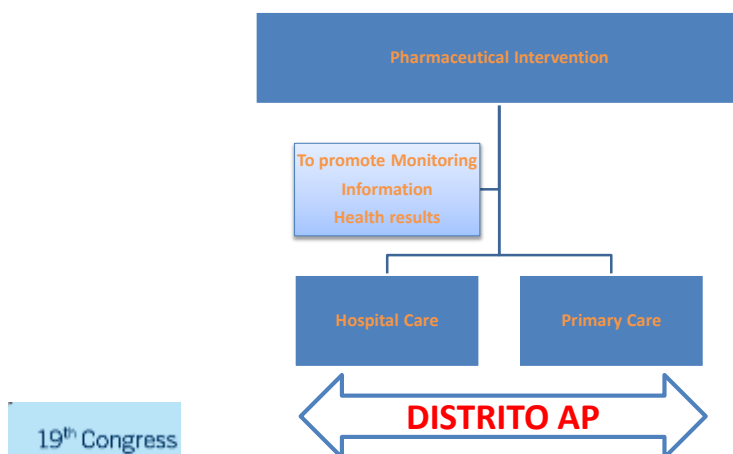 Pharmaceutical Intervention
To promote Monitoring
Information
Health results
Hospital Care
Primary Care
DISTRITO AP
19th Congress